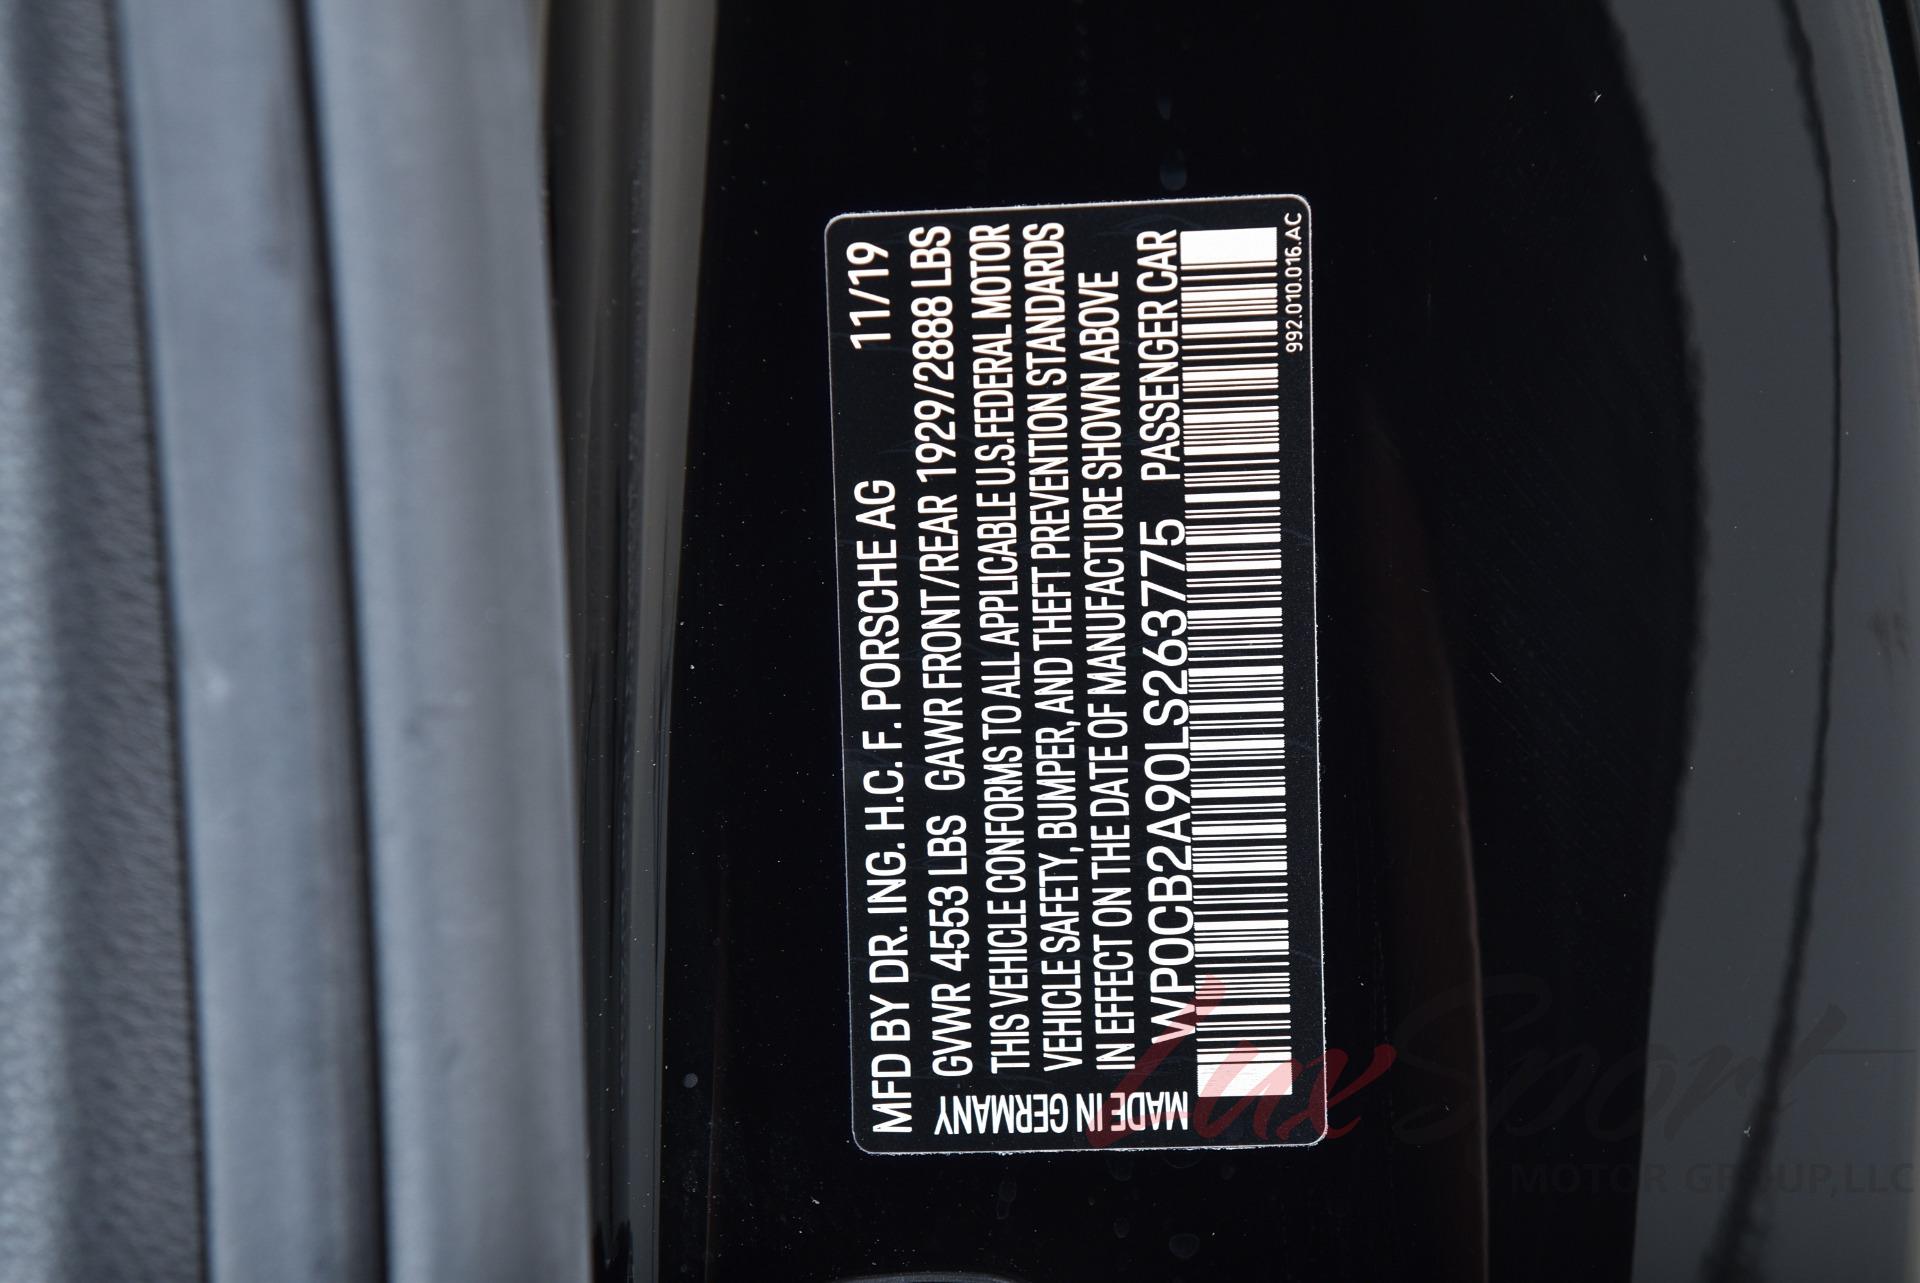 MFD BY DR. ING. H.C. F. PORSCHE AG 11/19
GVWR 4553 LBS GAWR FRONT/REAR 1929/2888 LBS
THIS VEHICLE CONFORMS TO ALL APPLICABLE U.S. FEDERAL MOTOR
VEHICLE SAFETY, BUMPER, AND THEFT PREVENTION STANDARDS
IN EFFECT ON THE DATE OF MANUFACTURE SHOWN ABOVE
WP0CB2A90LS263775 PASSENGER CAR
MADE IN GERMANY
992.010.016.AC
LuxSport
MOTOR GROUP,LLC